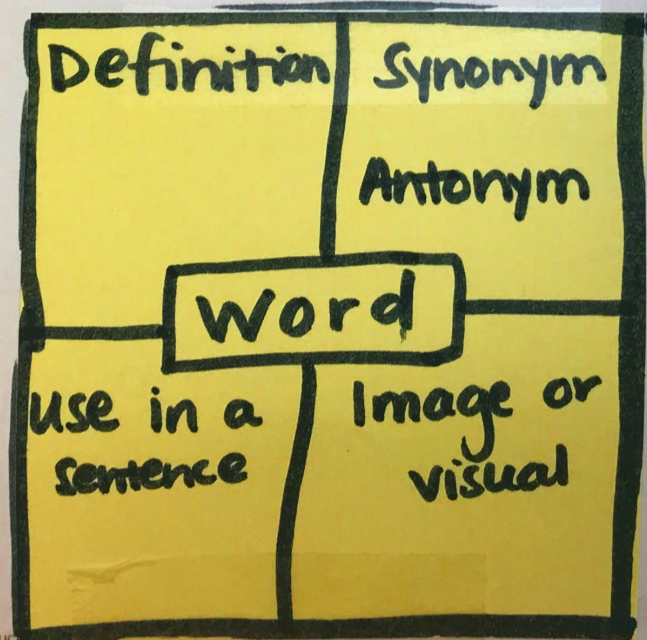 Definition
Synonym
Antonym
Word
Use in a
sentence
Image or
visual